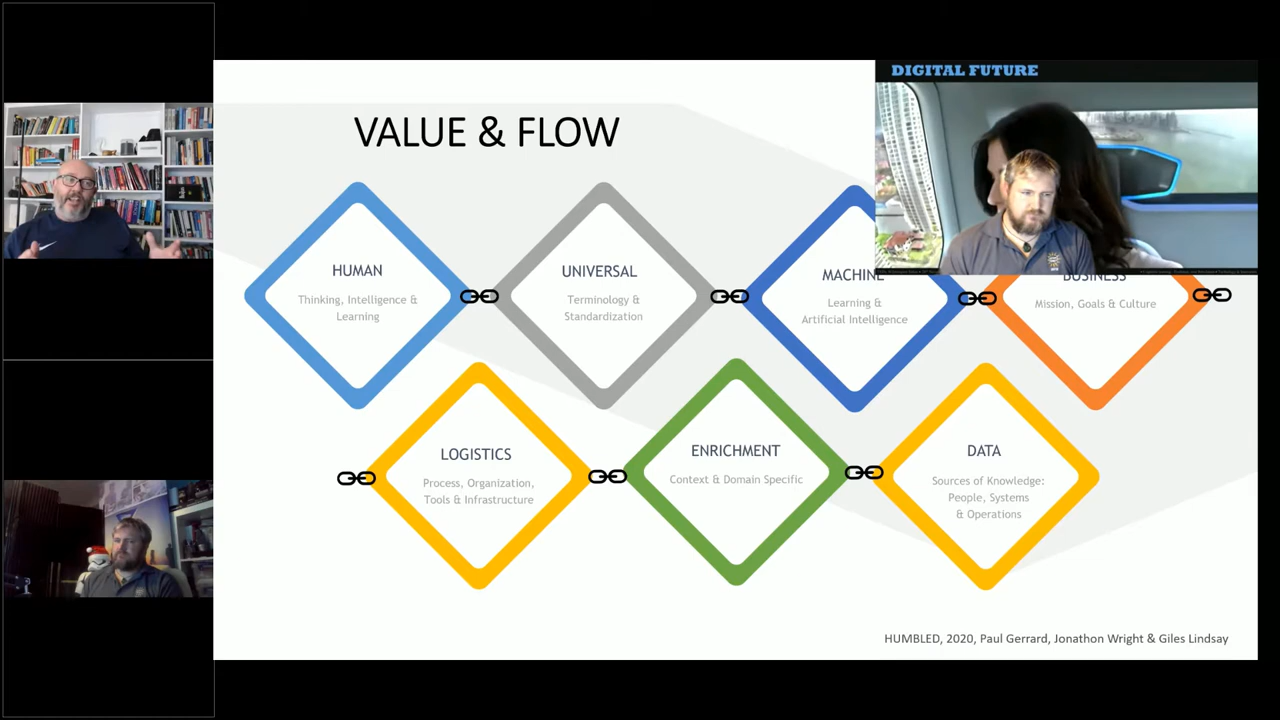 DIGITAL FUTURE
VALUE & FLOW
HUMAN
Thinking, Intelligence &
Learning
UNIVERSAL
Terminology &
Standardization
MACHINE
Learning &
Artificial Intelligence
BUSINESS
Mission, Goals & Culture
LOGISTICS
Process, Organization,
Tools & Infrastructure
ENRICHMENT
Context & Domain Specific
DATA
Sources of Knowledge:
People, Systems
& Operations
HUMBLED, 2020, Paul Gerrard, Jonathon Wright & Giles Lindsay